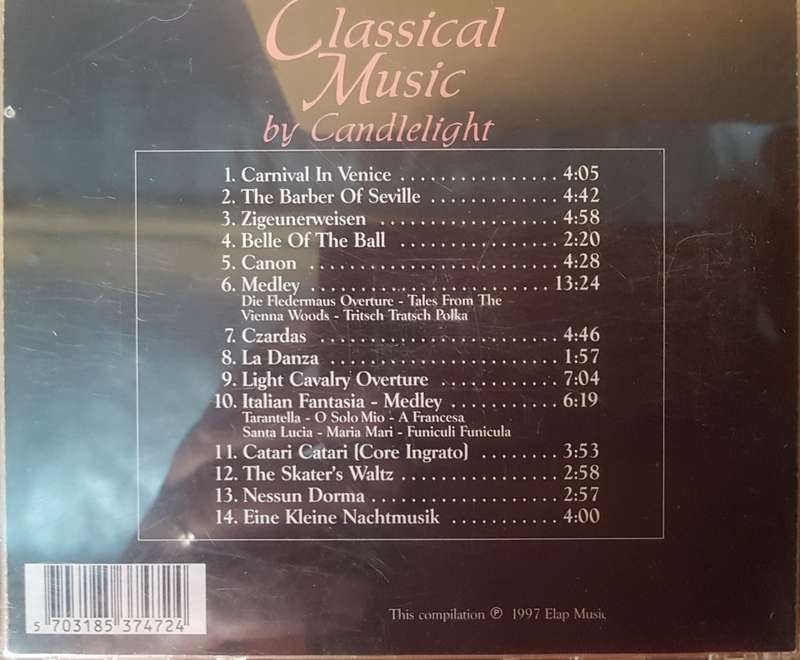 Classical
Music
by Candlelight
1. Carnival In Venice ................ 4:05
2. The Barber Of Seville ............. 4:42
3. Zigeunerweisen .................. 4:58
4. Belle Of The Ball ................ 2:20
5. Canon ......................... 4:28
6. Medley ........................ 13:24
Die Fledermaus Overture - Tales From The
Vienna Woods - Tritsch Tratsch Polka
7. Czardas ........................ 4:46
8. La Danza ....................... 1:57
9. Light Cavalry Overture ............ 7:04
10. Italian Fantasia - Medley ........... 6:19
Tarantella - O Solo Mio - A Francesa
Santa Lucia - Maria Mari - Funiculi Funicula
11. Catari Catari (Core Ingrato) ........ 3:53
12. The Skater's Waltz ................ 2:58
13. Nessun Dorma ................... 2:57
14. Eine Kleine Nachtmusik ........... 4:00
This compilation ℗ 1997 Elap Music
5 703185 374724